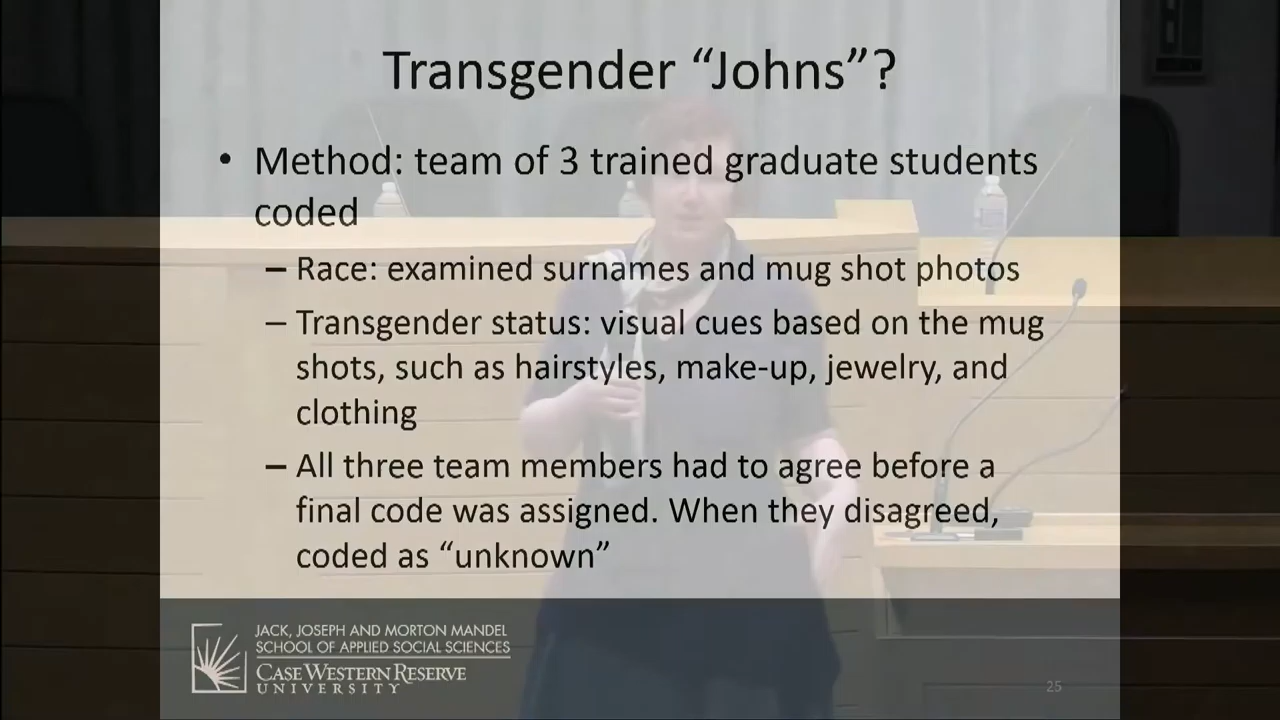 Transgender “Johns”?
• Method: team of 3 trained graduate students
coded
– Race: examined surnames and mug shot photos
– Transgender status: visual cues based on the mug
shots, such as hairstyles, make-up, jewelry, and
clothing
– All three team members had to agree before a
final code was assigned. When they disagreed,
coded as “unknown”
JACK, JOSEPH AND MORTON MANDEL
SCHOOL OF APPLIED SOCIAL SCIENCES
CASE WESTERN RESERVE
UNIVERSITY
25